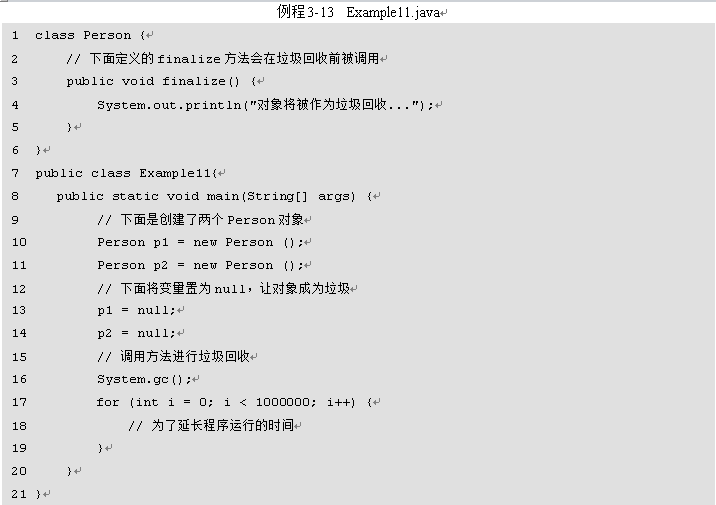 例程3-13 Example11.java↵
1 class Person {↵
2 // 下面定义的finalize方法会在垃圾回收前被调用↵
3 public void finalize() {↵
4 System.out.println("对象将被作为垃圾回收...");↵
5 }↵
6 }↵
7 public class Example11{↵
8 public static void main(String[] args) {↵
9 // 下面是创建了两个Person对象↵
10 Person p1 = new Person ();↵
11 Person p2 = new Person ();↵
12 // 下面将变量置为null，让对象成为垃圾↵
13 p1 = null;↵
14 p2 = null;↵
15 // 调用方法进行垃圾回收↵
16 System.gc();↵
17 for (int i = 0; i < 1000000; i++) {↵
18 // 为了延长程序运行的时间↵
19 }↵
20 }↵
21 }↵